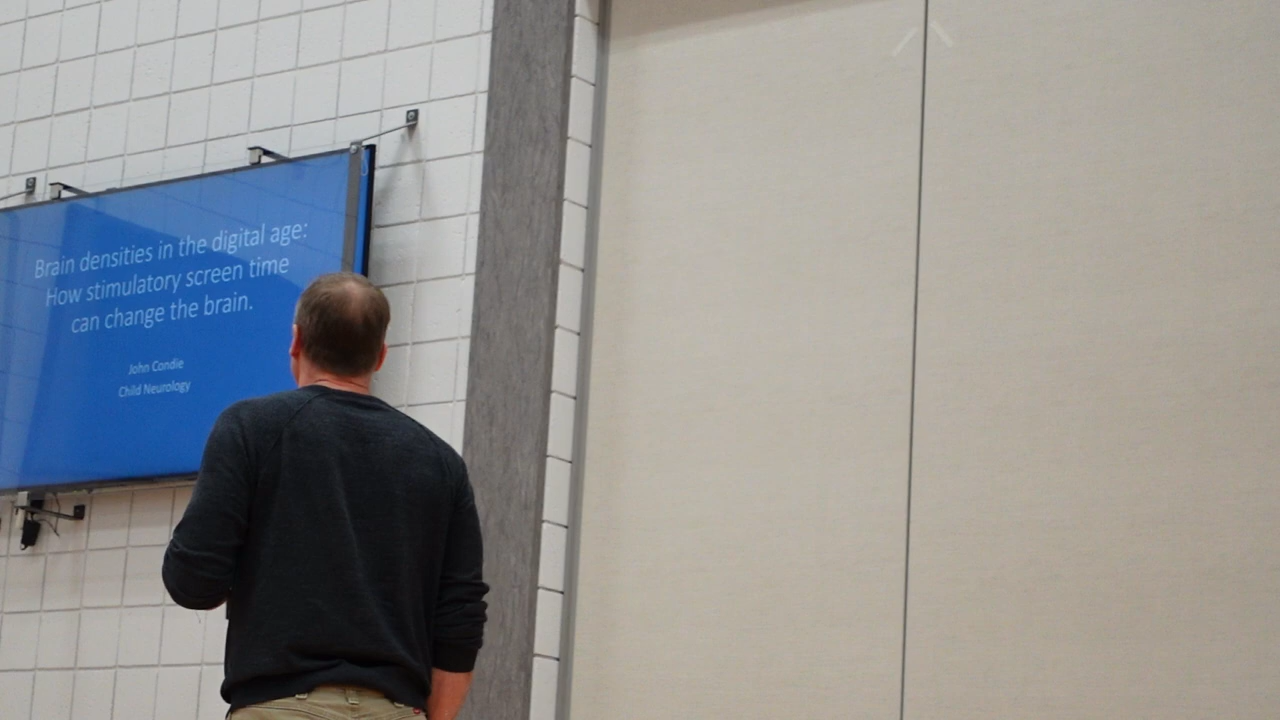 Brain densities in the digital age:
How stimulatory screen time
can change the brain.
John Condie
Child Neurology